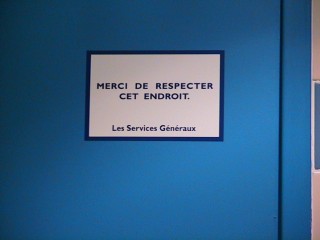 MERCI DE RESPECTER
CET ENDROIT.
Les Services Généraux